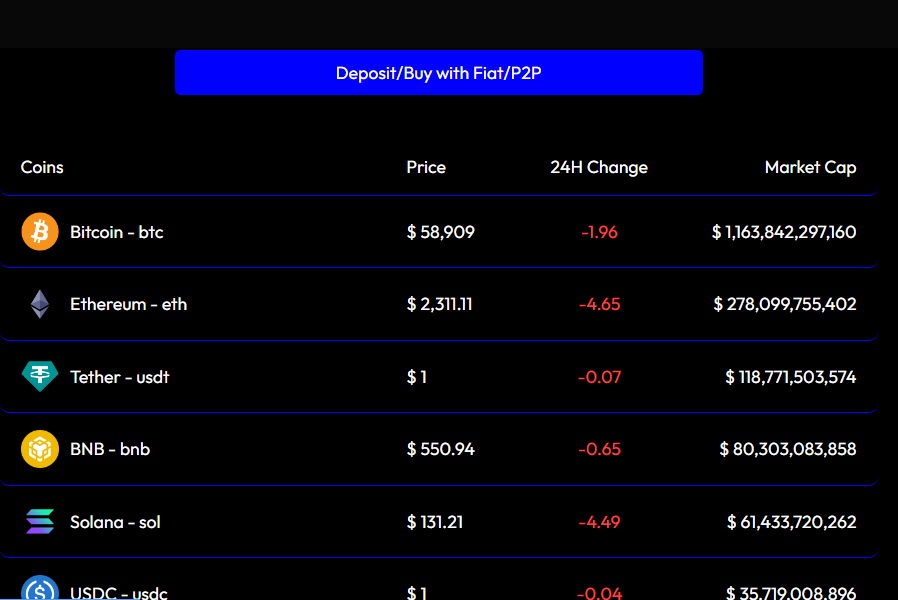 Deposit/Buy with Fiat/P2P
Coins Price 24H Change Market Cap
Bitcoin - btc $ 58,909 -1.96 $ 1,163,842,297,160
Ethereum - eth $ 2,311.11 -4.65 $ 278,099,755,402
Tether - usdt $ 1 -0.07 $ 118,771,503,574
BNB - bnb $ 550.94 -0.65 $ 80,303,083,858
Solana - sol $ 131.21 -4.49 $ 61,433,720,262
USDC - usdc $ 1 -0.04 $ 35,719,008,896